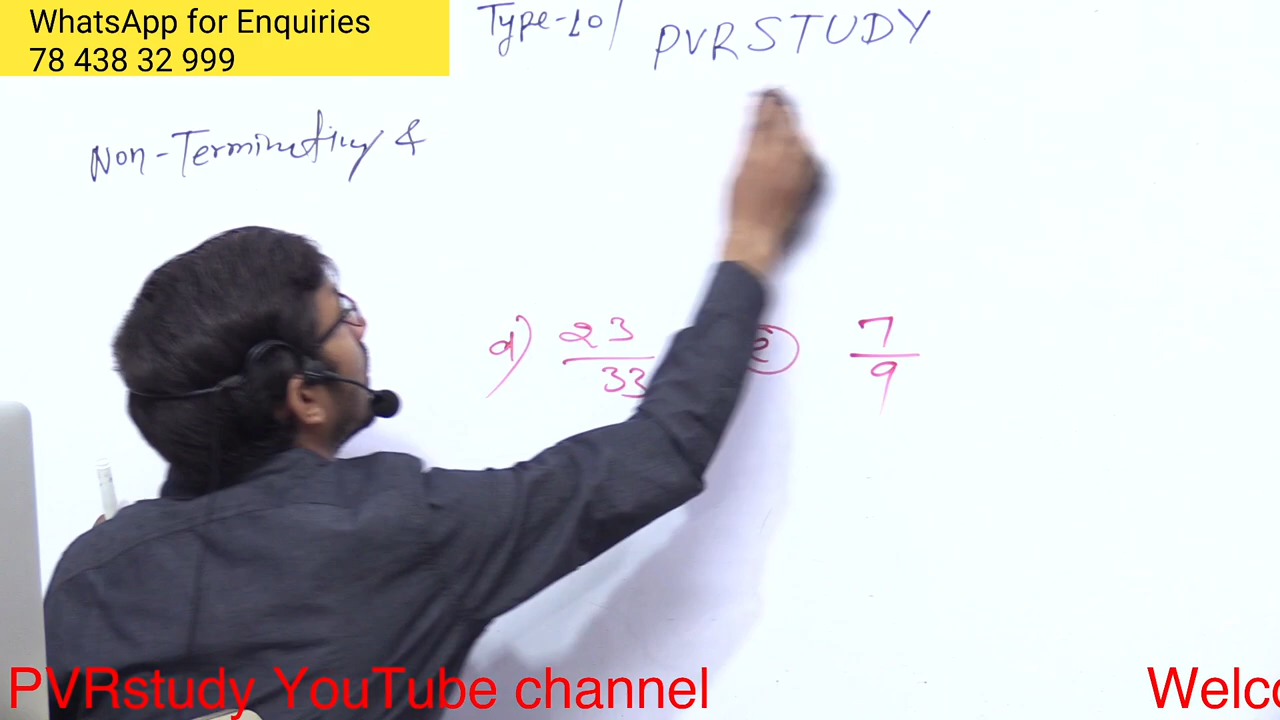 WhatsApp for Enquiries
78 438 32 999
Type-10/ PVRSTUDY
Non-Terminating &
d) 23/33 e 7/9
PVRstudy YouTube channel
Welco